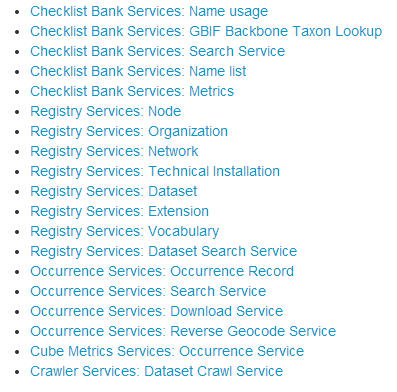 Checklist Bank Services: Name usage
Checklist Bank Services: GBIF Backbone Taxon Lookup
Checklist Bank Services: Search Service
Checklist Bank Services: Name list
Checklist Bank Services: Metrics
Registry Services: Node
Registry Services: Organization
Registry Services: Network
Registry Services: Technical Installation
Registry Services: Dataset
Registry Services: Extension
Registry Services: Vocabulary
Registry Services: Dataset Search Service
Occurrence Services: Occurrence Record
Occurrence Services: Search Service
Occurrence Services: Download Service
Occurrence Services: Reverse Geocode Service
Cube Metrics Services: Occurrence Service
Crawler Services: Dataset Crawl Service